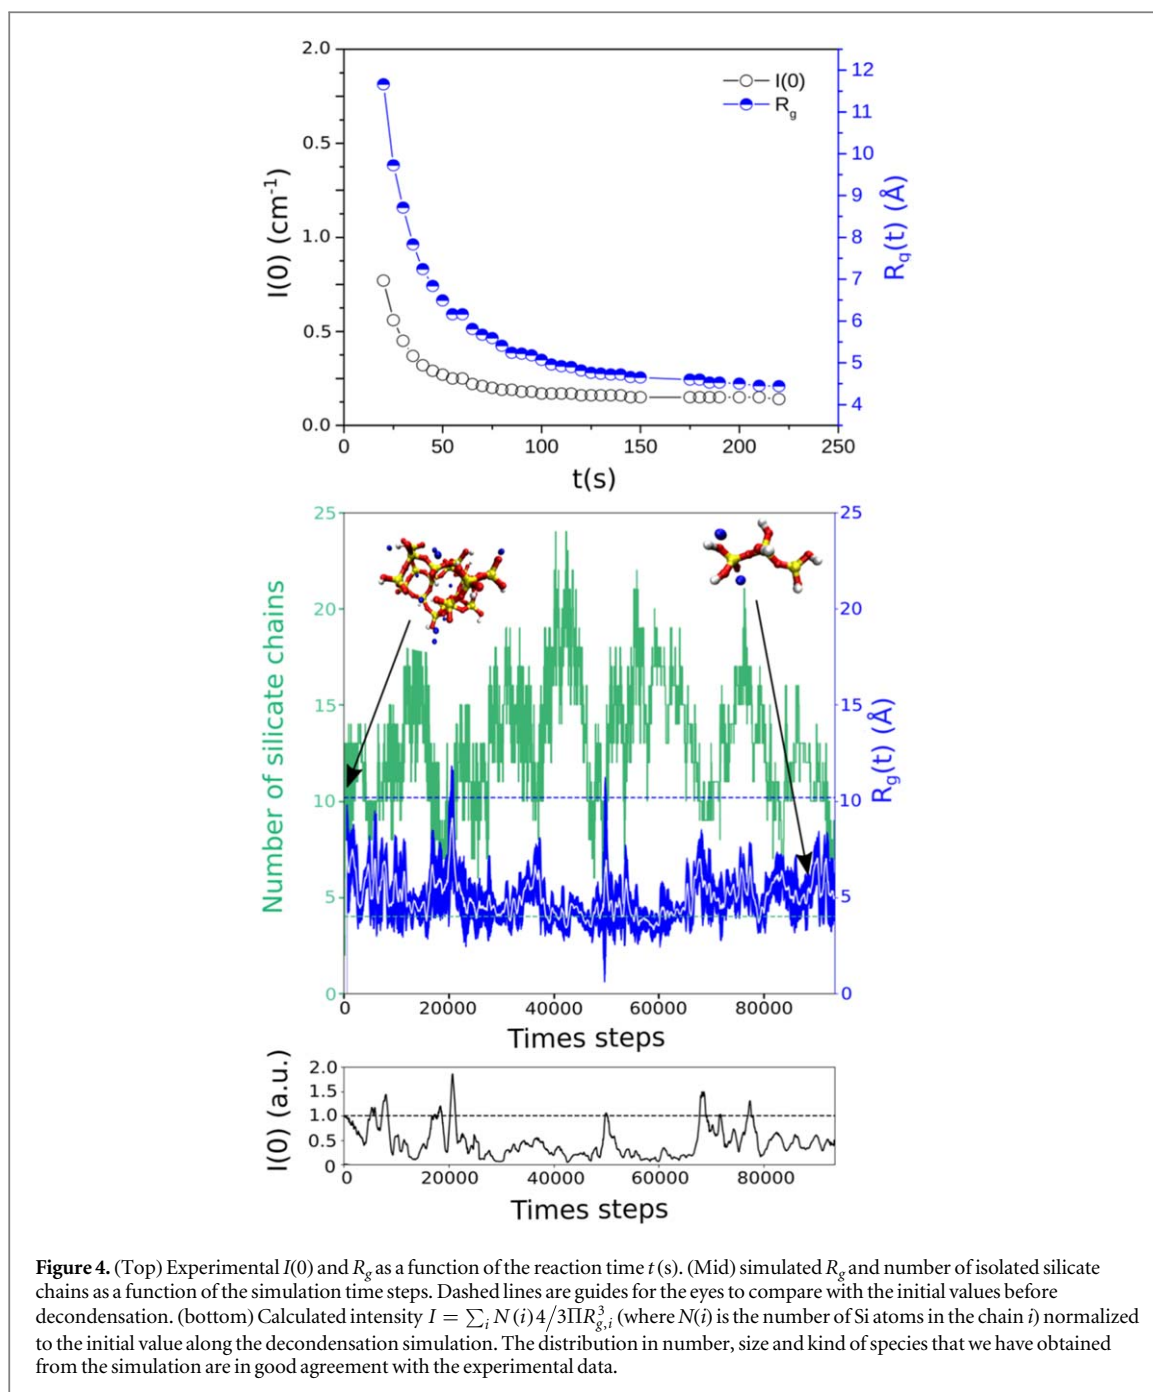 2.0
0.5
1.0
0.5
0.0
I(0) (cm⁻¹)
I(0)
R_g
12
11
10
9
8
7
6
5
4
R_g(t) (Å)
0 50 100 150 200 250
t(s)
25
20
15
10
5
0
Number of silicate chains
25
20
15
10
5
0
R_g(t) (Å)
0 20000 40000 60000 80000
Times steps
2.0
1.5
1.0
0.5
0
I(0) (a.u.)
0 20000 40000 60000 80000
Times steps
Figure 4. (Top) Experimental I(0) and R_g as a function of the reaction time t (s). (Mid) simulated R_g and number of isolated silicate
chains as a function of the simulation time steps. Dashed lines are guides for the eyes to compare with the initial values before
decondensation. (bottom) Calculated intensity I = ∑_i N(i)4/3ΠR³_{g,i} (where N(i) is the number of Si atoms in the chain i) normalized
to the initial value along the decondensation simulation. The distribution in number, size and kind of species that we have obtained
from the simulation are in good agreement with the experimental data.